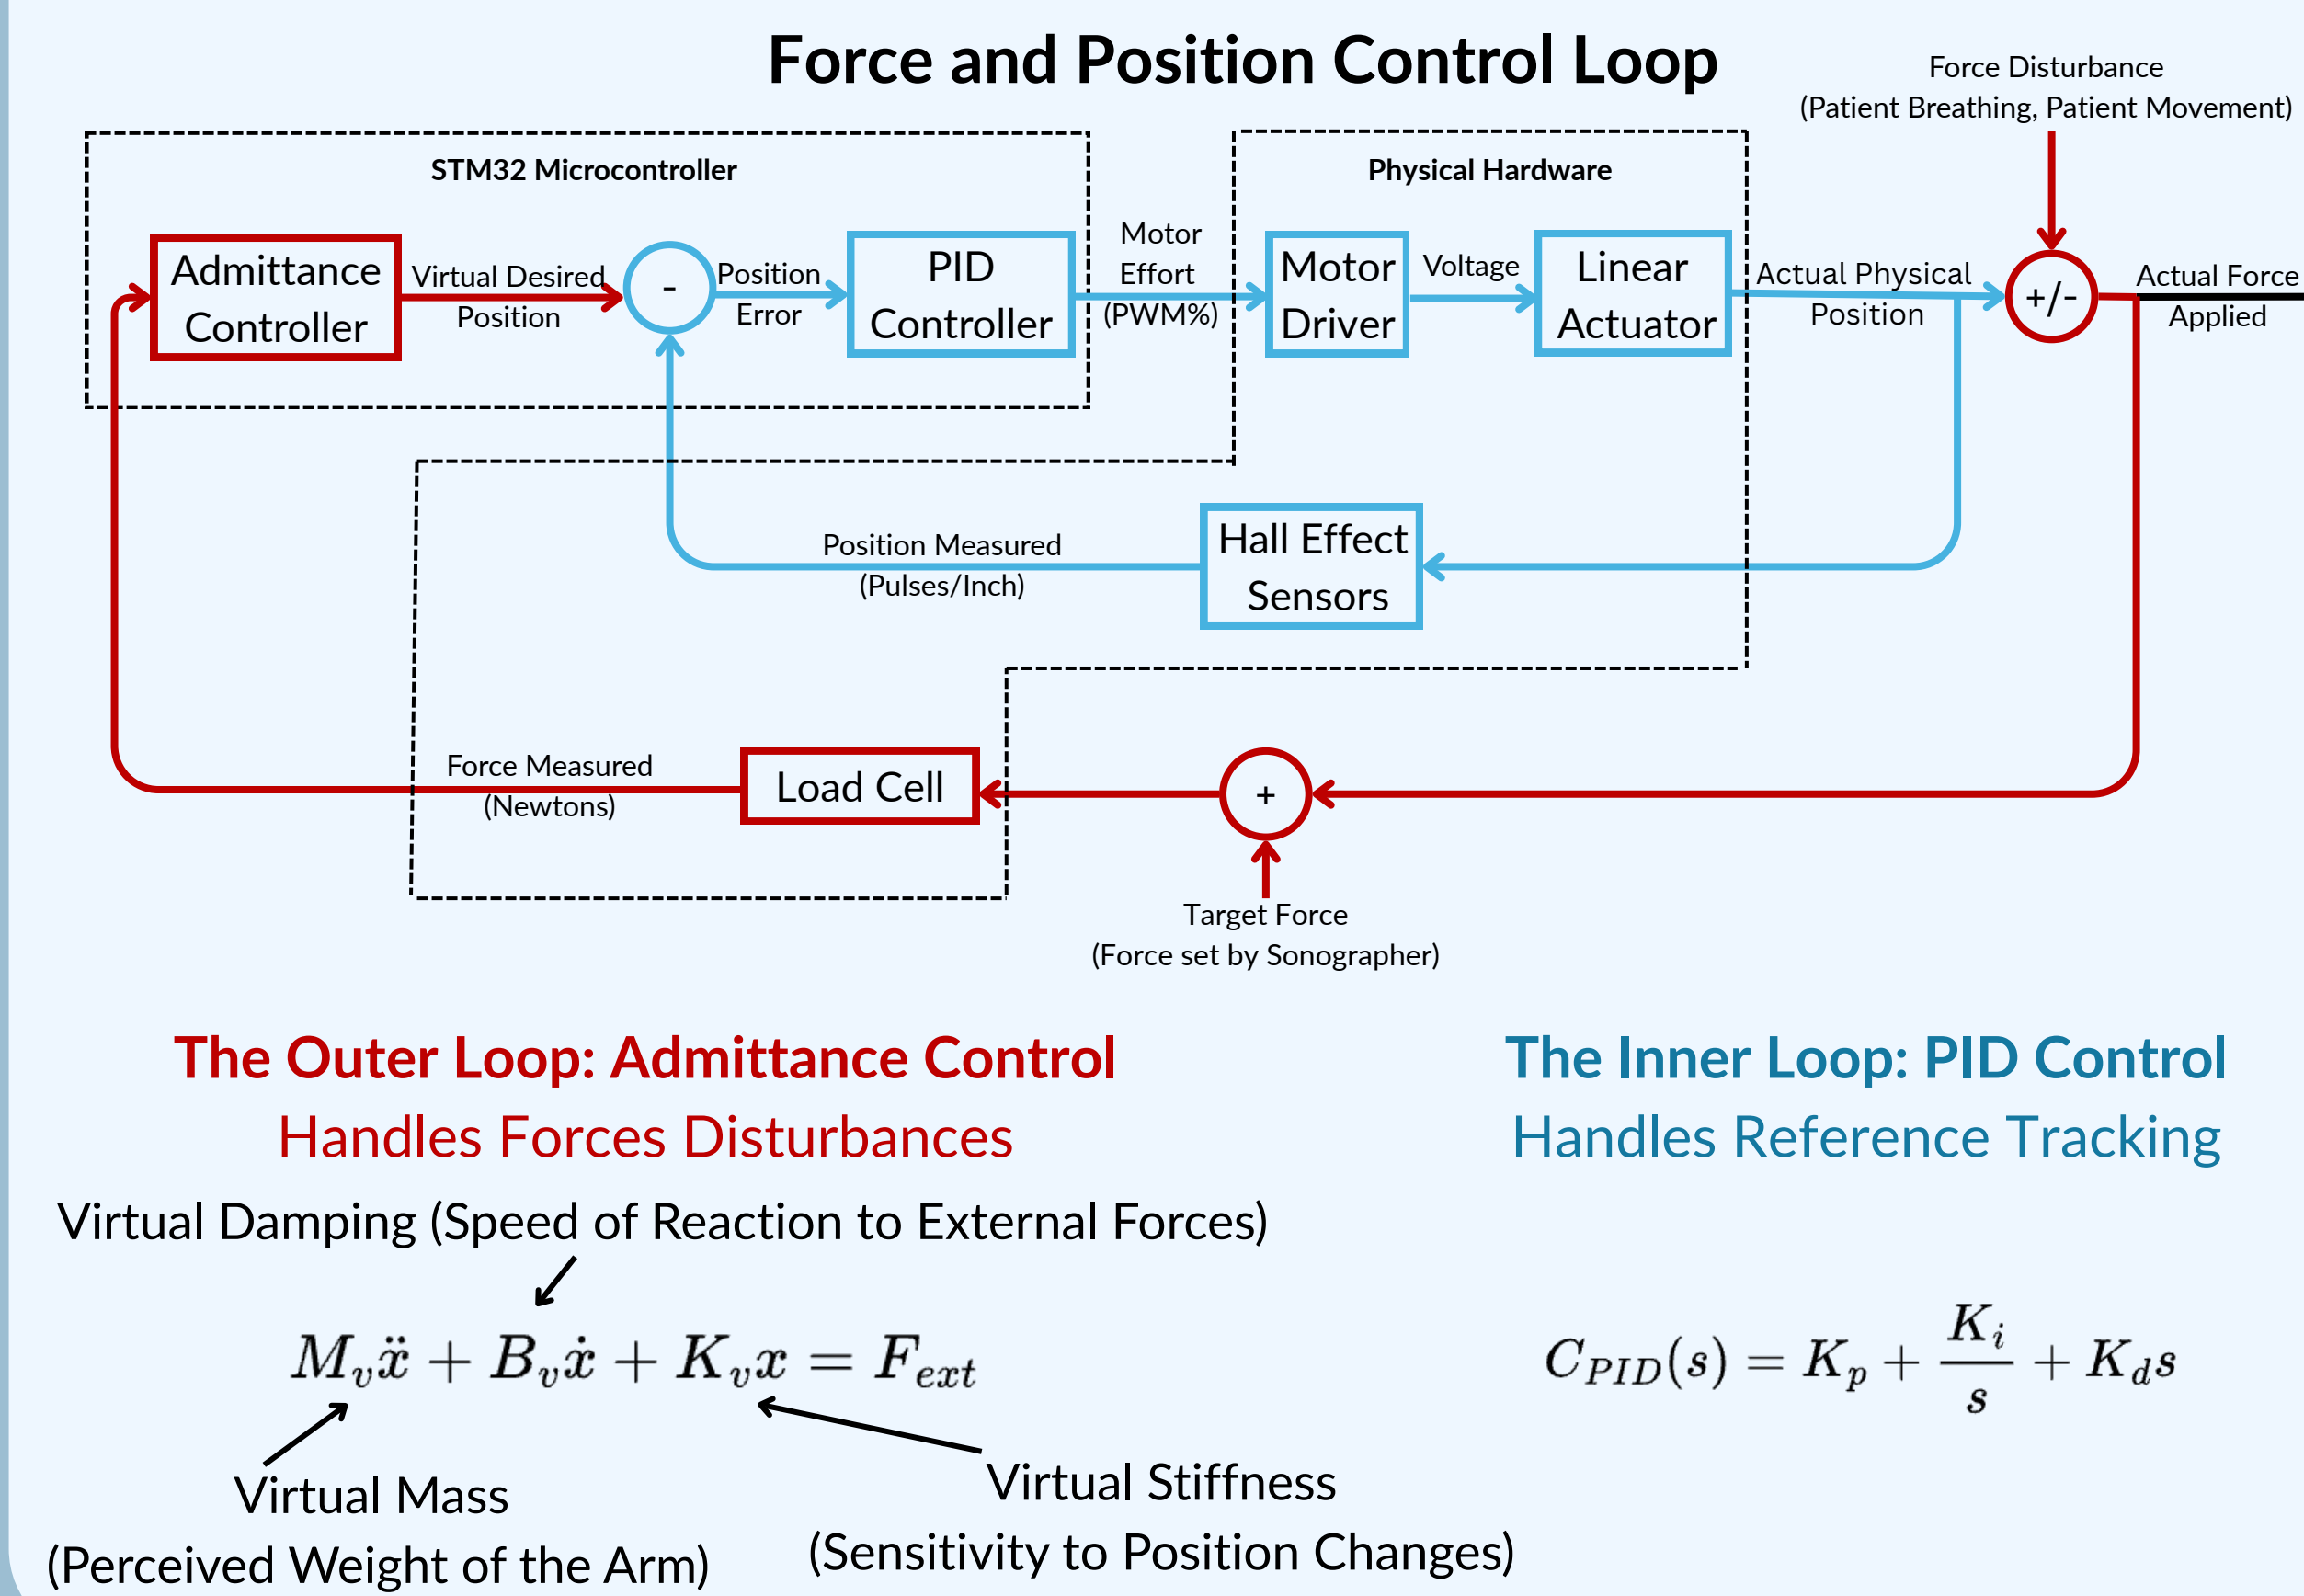 Force and Position Control Loop
Force Disturbance
(Patient Breathing, Patient Movement)
STM32 Microcontroller
Physical Hardware
Admittance
Controller
Virtual Desired
Position
-
Position
Error
PID
Controller
Motor
Effort
(PWM%)
Motor
Driver
Voltage
Linear
Actuator
Actual Physical
Position
+/-
Actual Force
Applied
Position Measured
(Pulses/Inch)
Hall Effect
Sensors
Force Measured
(Newtons)
Load Cell
+
Target Force
(Force set by Sonographer)
The Outer Loop: Admittance Control
Handles Forces Disturbances
Virtual Damping (Speed of Reaction to External Forces)
M_v ẍ + B_v ẋ + K_v x = F_ext
Virtual Mass
(Perceived Weight of the Arm)
Virtual Stiffness
(Sensitivity to Position Changes)
The Inner Loop: PID Control
Handles Reference Tracking
C_PID(s) = K_p + K_i/s + K_d s